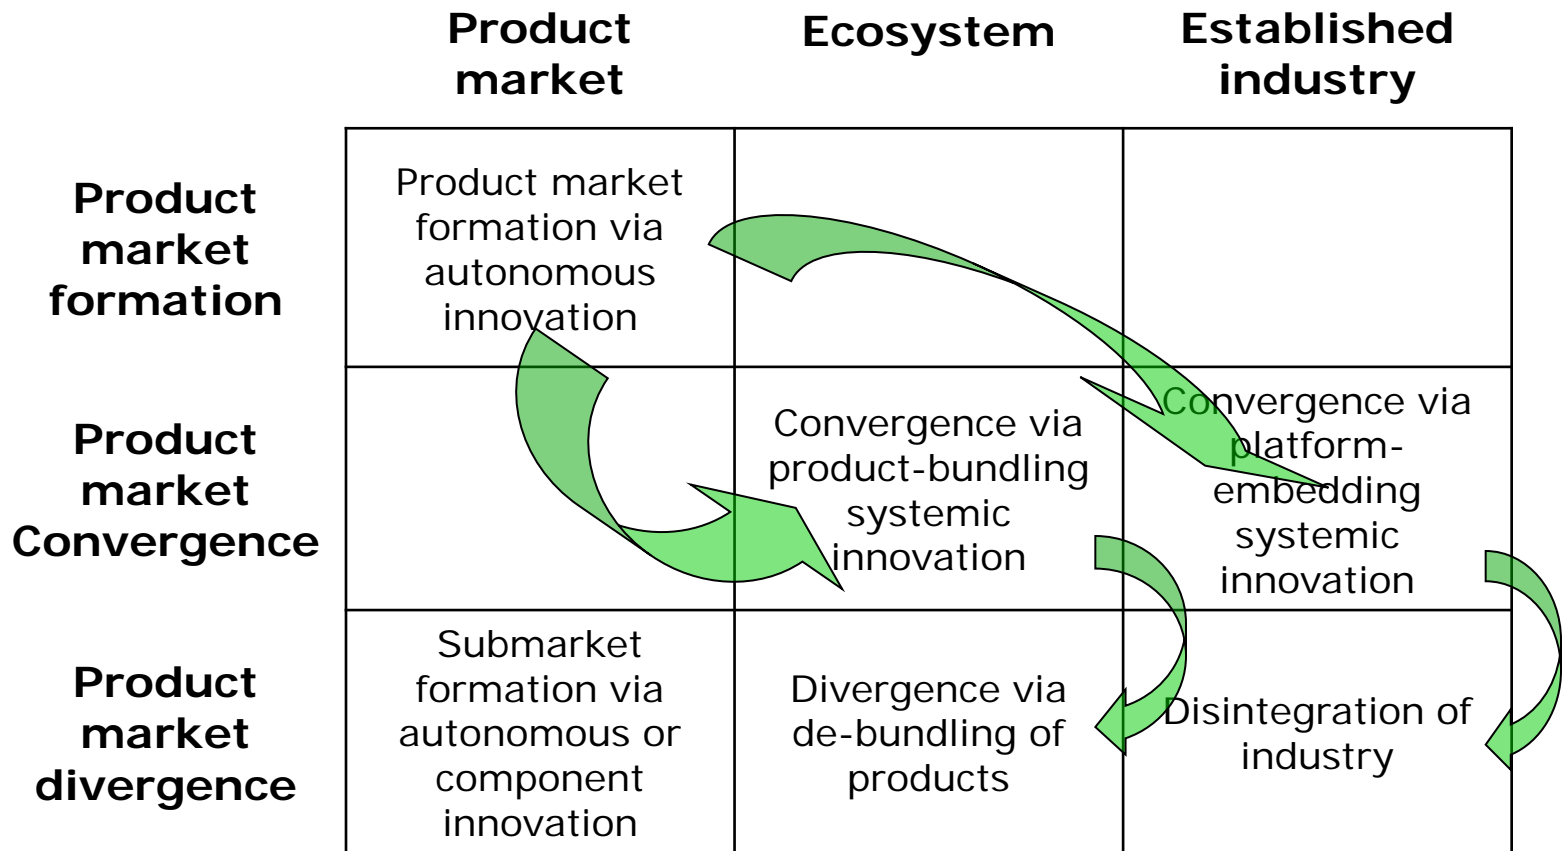 Product
market
Ecosystem
Established
industry
Product
market
formation
Product market
formation via
autonomous
innovation
Product
market
Convergence
Convergence via
product-bundling
systemic
innovation
Convergence via
platform-
embedding
systemic
innovation
Product
market
divergence
Submarket
formation via
autonomous or
component
innovation
Divergence via
de-bundling of
products
Disintegration of
industry